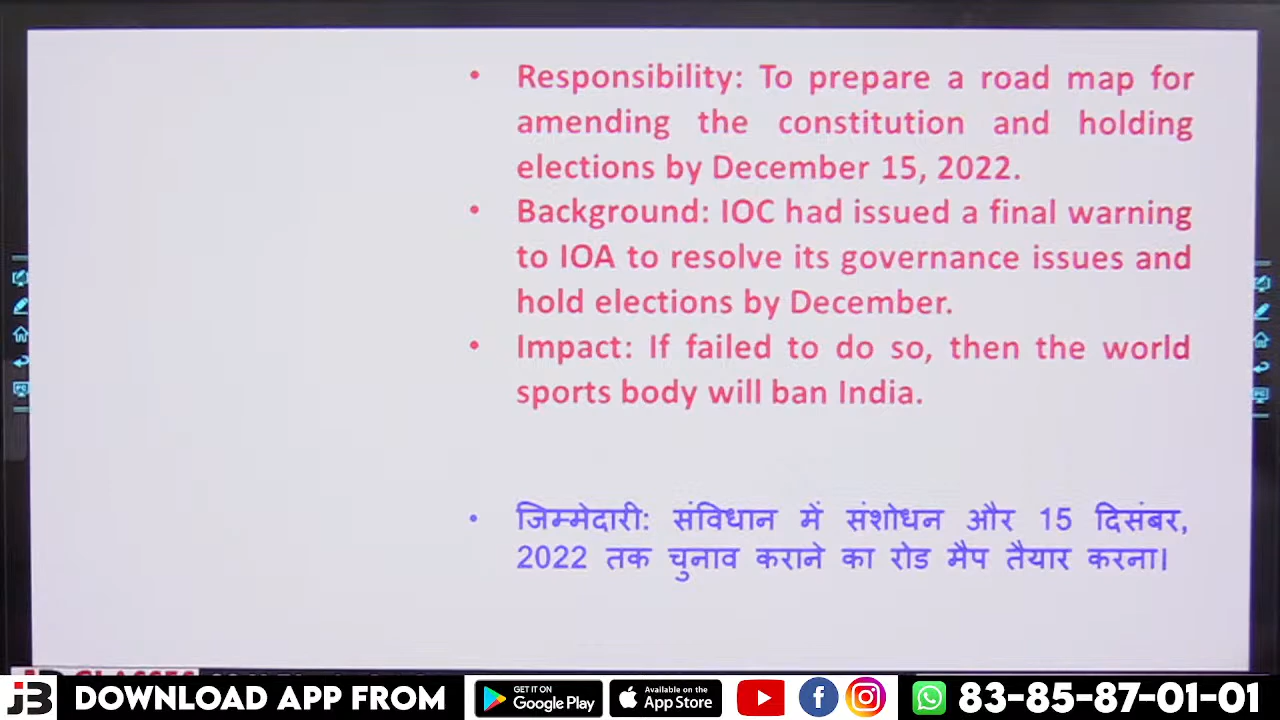 • Responsibility: To prepare a road map for
amending the constitution and holding
elections by December 15, 2022.
• Background: IOC had issued a final warning
to IOA to resolve its governance issues and
hold elections by December.
• Impact: If failed to do so, then the world
sports body will ban India.
• जिम्मेदारी: संविधान में संशोधन और 15 दिसंबर,
2022 तक चुनाव कराने का रोड मैप तैयार करना।
JB DOWNLOAD APP FROM GET IT ON Google Play Available on the App Store 83-85-87-01-01